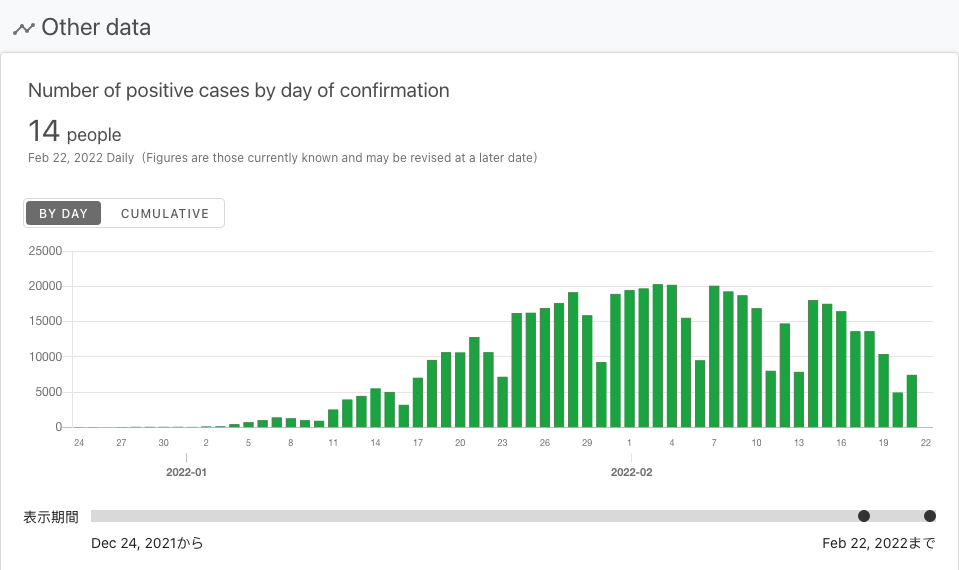 Other data
Number of positive cases by day of confirmation
14 people
Feb 22, 2022 Daily (Figures are those currently known and may be revised at a later date)
BY DAY CUMULATIVE
25000
20000
15000
10000
5000
0
24 27 30 2 5 8 11 14 17 20 23 26 29 1 4 7 10 13 16 19 22
2022-01 2022-02
表示期間
Dec 24, 2021から Feb 22, 2022まで